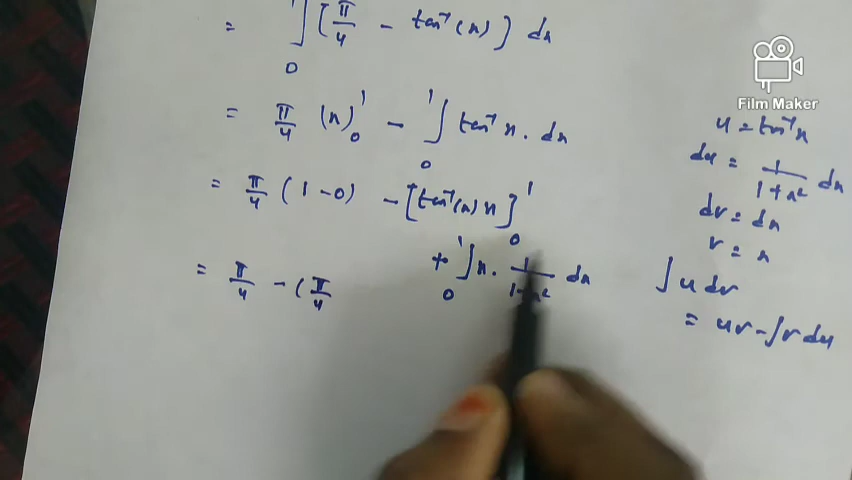 = ∫₀¹ [π/4 - tan⁻¹(x)] dx
= π/4 (x)₀¹ - ∫₀¹ tan⁻¹x . dx
= π/4 (1-0) - [tan⁻¹(x) x]₀¹
+ ∫₀¹ x . 1/(1+x²) dx
= π/4 - (π/4
Film Maker
u = tan⁻¹x
du = 1/(1+x²) dx
dv = dx
v = x
∫ u dv
= uv - ∫ v du